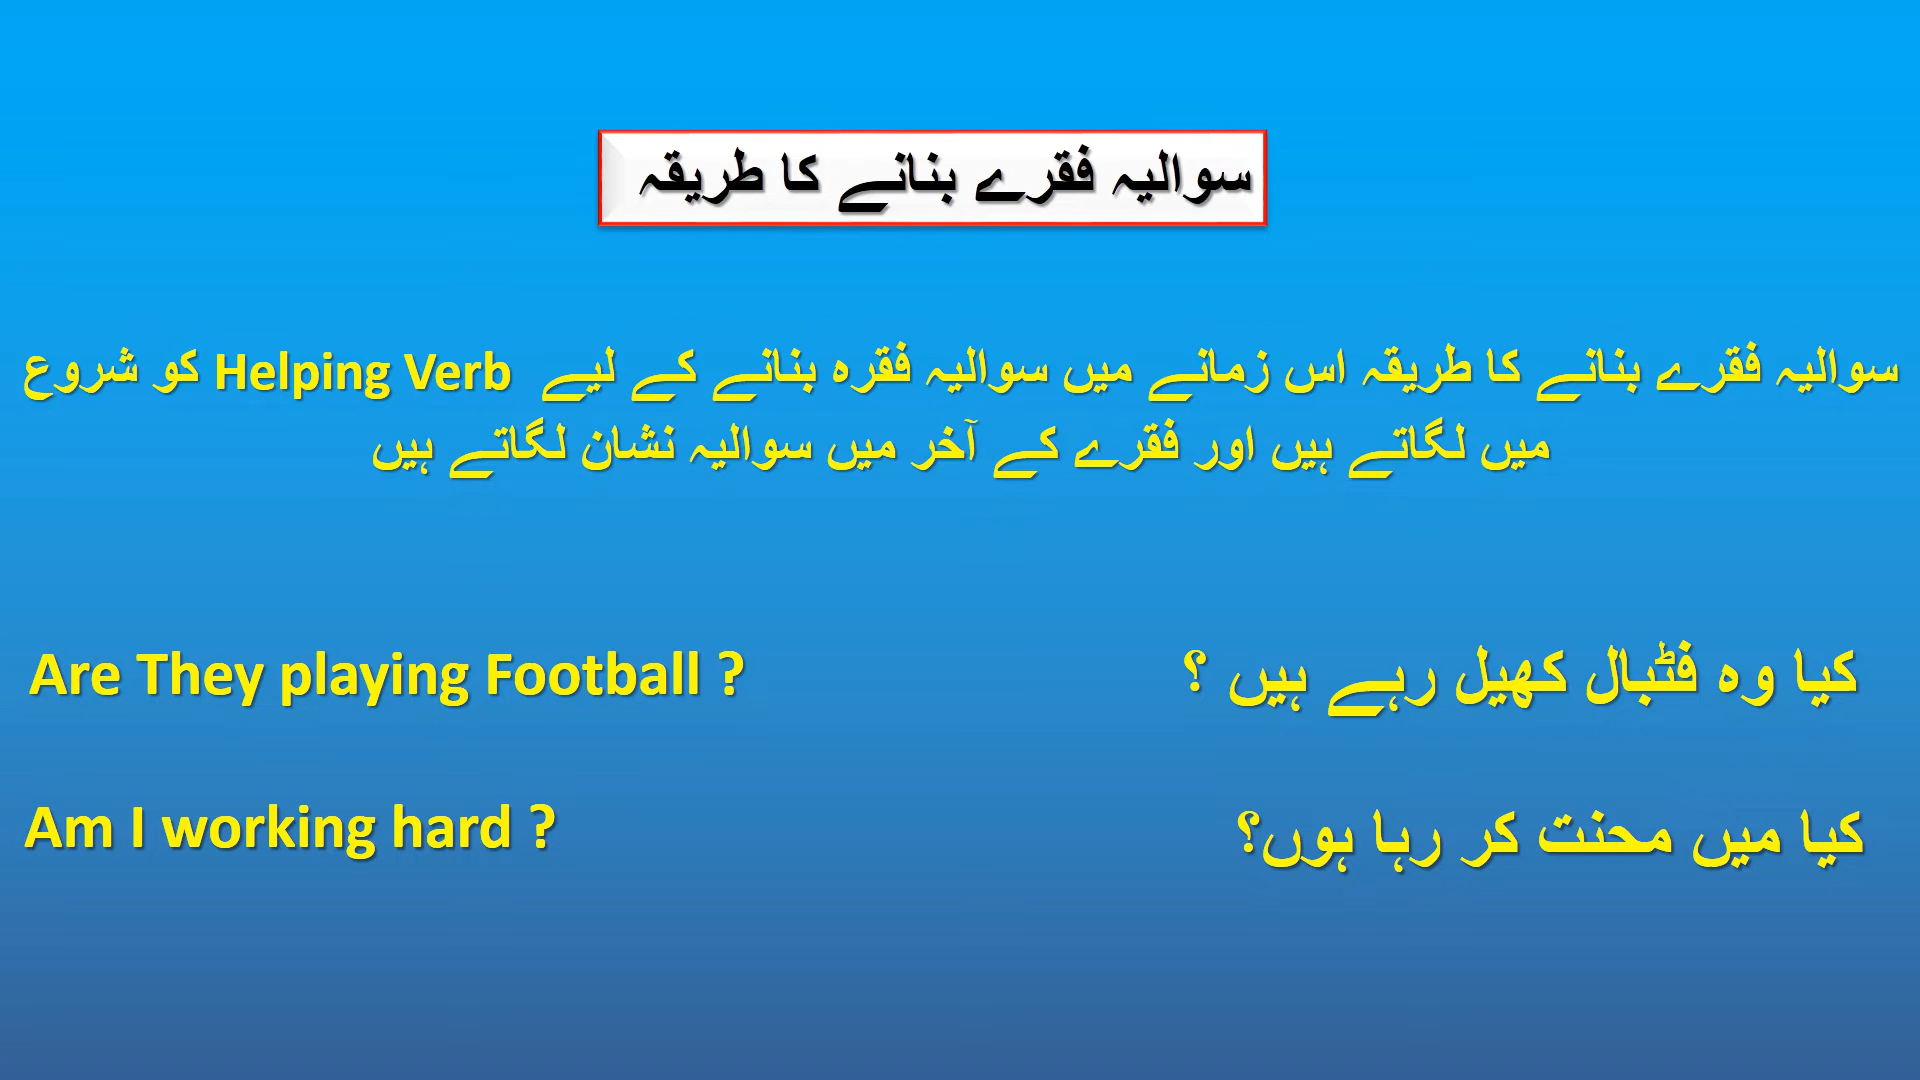 سوالیہ فقرے بنانے کا طریقہ
سوالیہ فقرے بنانے کا طریقہ اس زمانے میں سوالیہ فقرہ بنانے کے لیے Helping Verb کو شروع
میں لگاتے ہیں اور فقرے کے آخر میں سوالیہ نشان لگاتے ہیں
Are They playing Football ?
کیا وہ فٹبال کھیل رہے ہیں ؟
Am I working hard ?
کیا میں محنت کر رہا ہوں؟